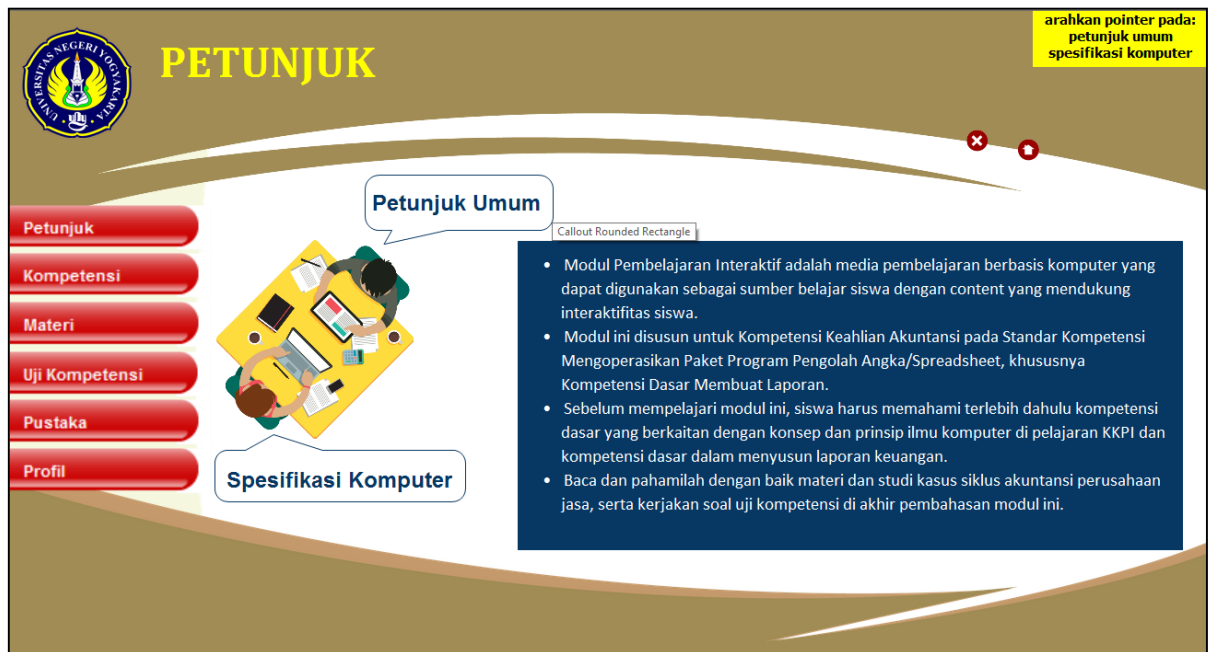 arahkan pointer pada:
petunjuk umum
spesifikasi komputer
UNIVERSITAS NEGERI YOGYAKARTA
PETUNJUK
Petunjuk
Kompetensi
Materi
Uji Kompetensi
Pustaka
Profil
Petunjuk Umum
Callout Rounded Rectangle
Spesifikasi Komputer
• Modul Pembelajaran Interaktif adalah media pembelajaran berbasis komputer yang
dapat digunakan sebagai sumber belajar siswa dengan content yang mendukung
interaktifitas siswa.
• Modul ini disusun untuk Kompetensi Keahlian Akuntansi pada Standar Kompetensi
Mengoperasikan Paket Program Pengolah Angka/Spreadsheet, khususnya
Kompetensi Dasar Membuat Laporan.
• Sebelum mempelajari modul ini, siswa harus memahami terlebih dahulu kompetensi
dasar yang berkaitan dengan konsep dan prinsip ilmu komputer di pelajaran KKPI dan
kompetensi dasar dalam menyusun laporan keuangan.
• Baca dan pahamilah dengan baik materi dan studi kasus siklus akuntansi perusahaan
jasa, serta kerjakan soal uji kompetensi di akhir pembahasan modul ini.